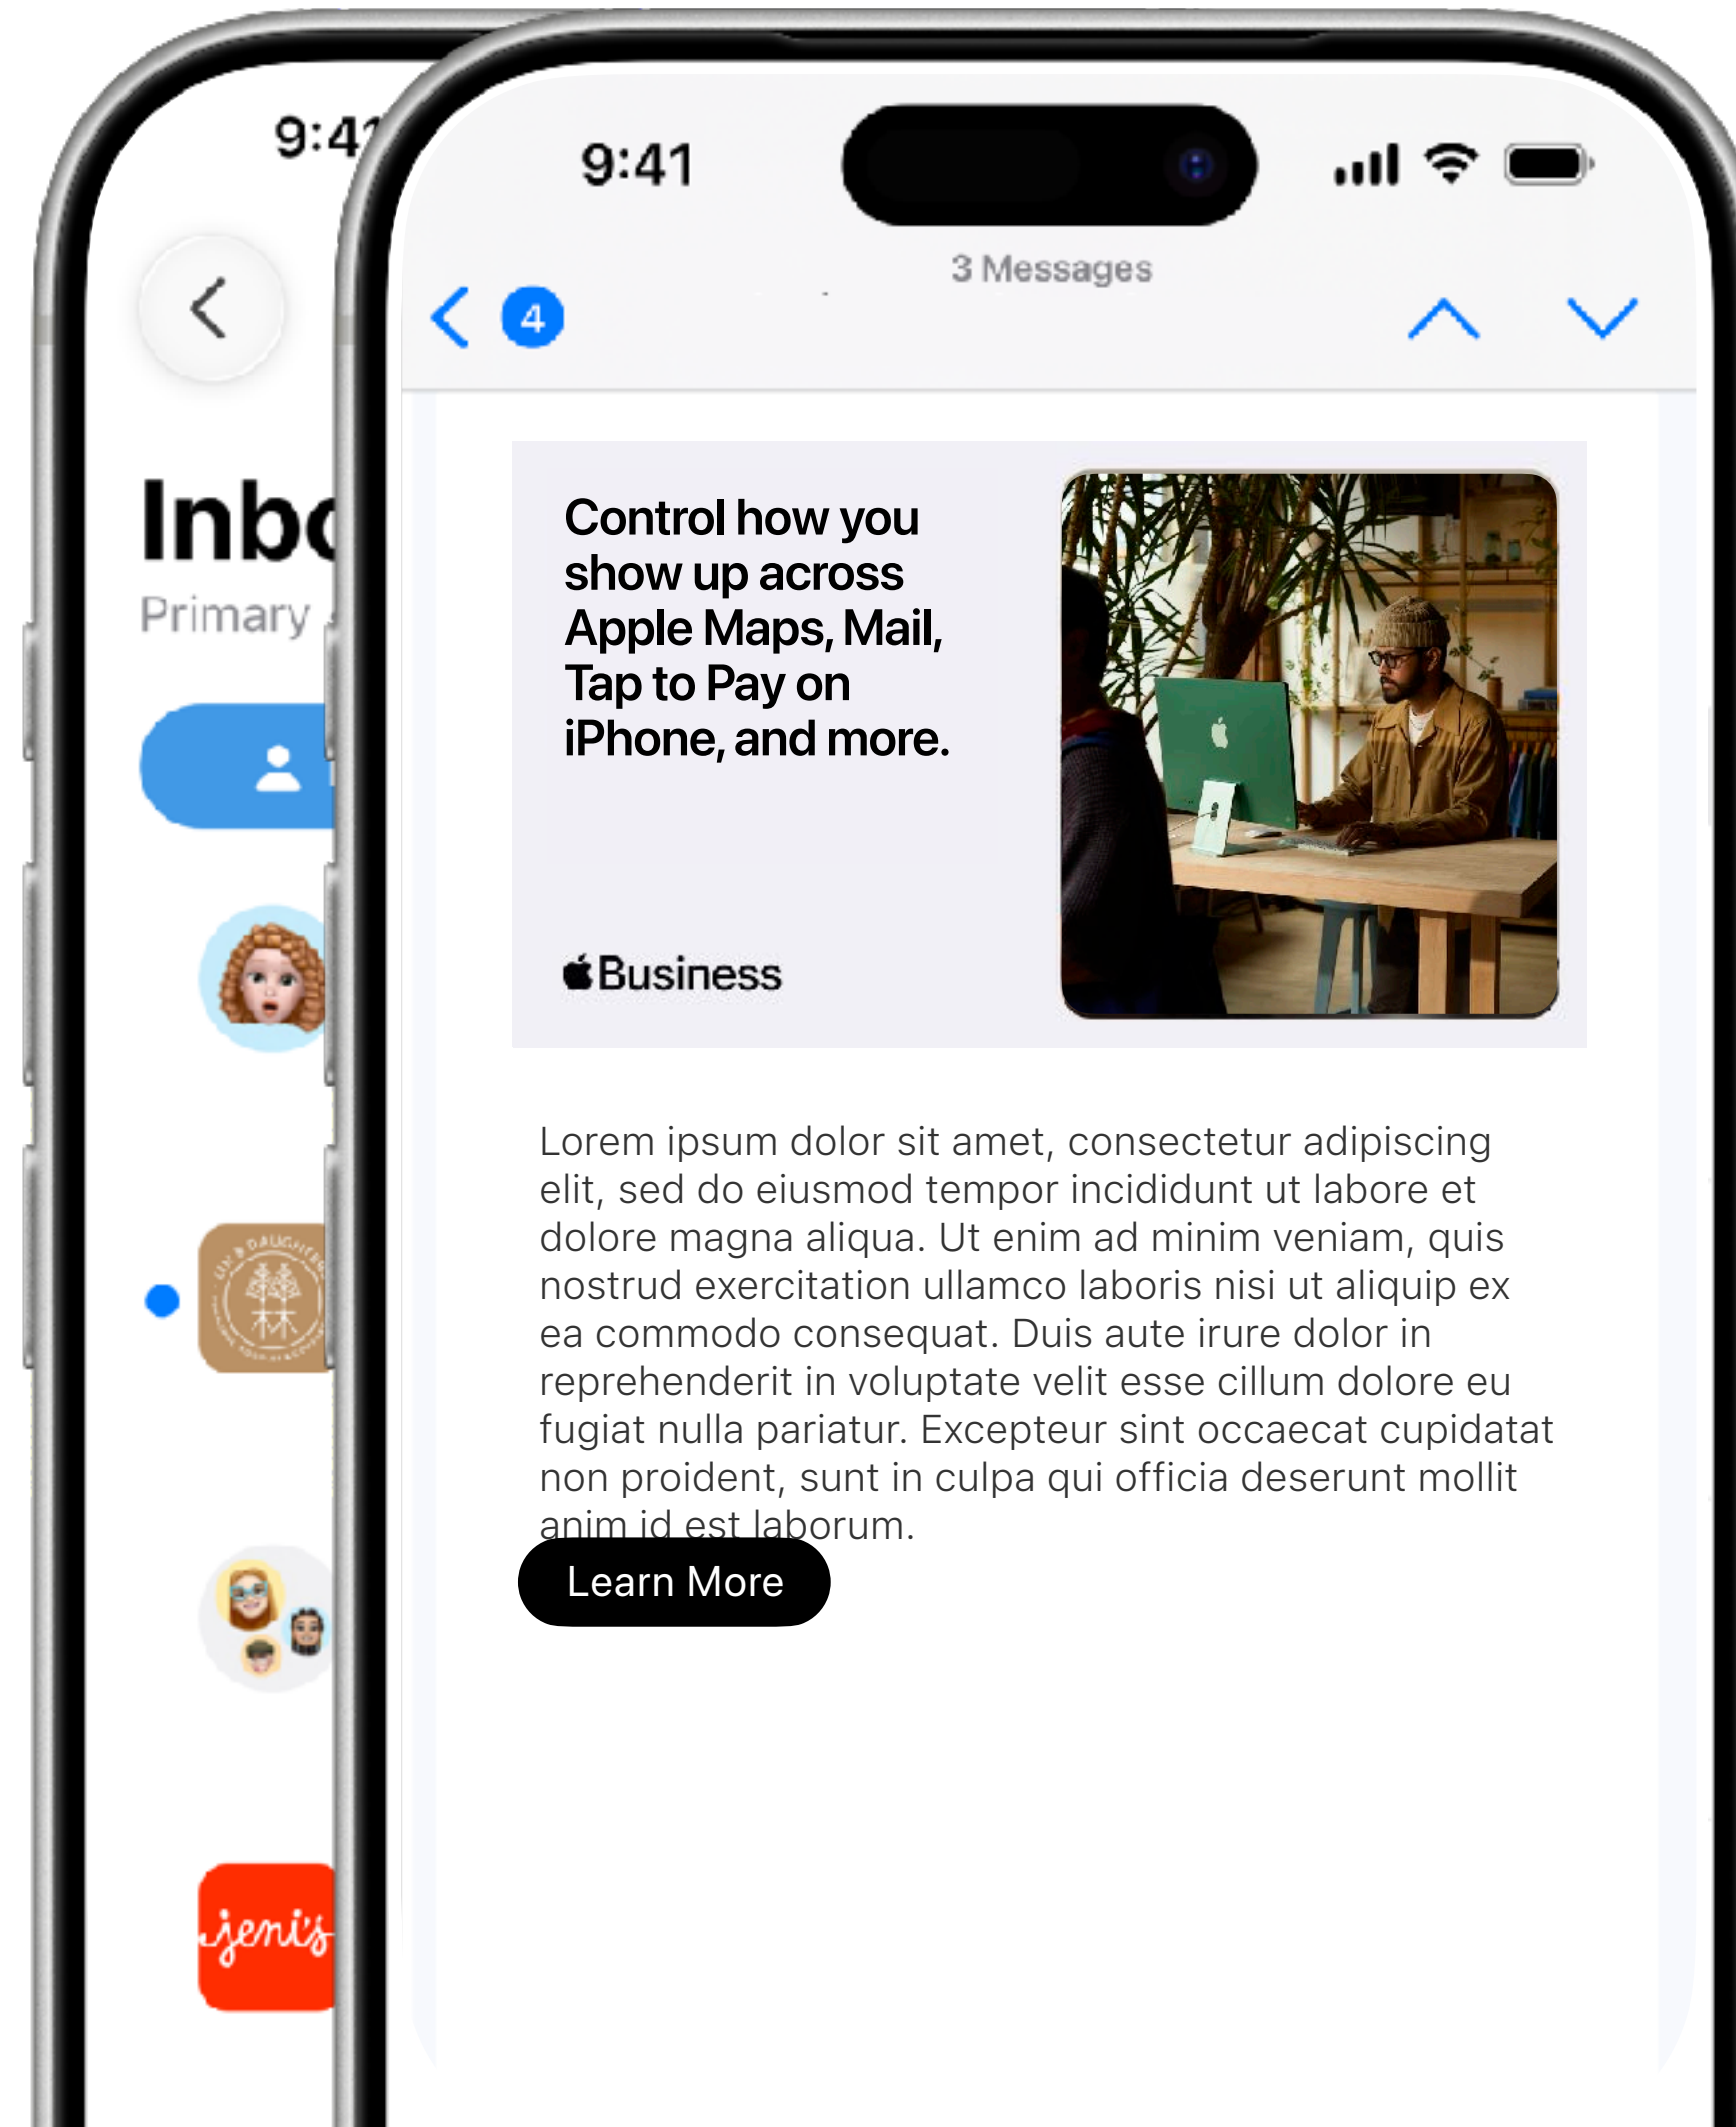 9:41
Inbo
Primary
jeni's
9:41
3 Messages
4
Control how you
show up across
Apple Maps, Mail,
Tap to Pay on
iPhone, and more.
Business
Lorem ipsum dolor sit amet, consectetur adipiscing
elit, sed do eiusmod tempor incididunt ut labore et
dolore magna aliqua. Ut enim ad minim veniam, quis
nostrud exercitation ullamco laboris nisi ut aliquip ex
ea commodo consequat. Duis aute irure dolor in
reprehenderit in voluptate velit esse cillum dolore eu
fugiat nulla pariatur. Excepteur sint occaecat cupidatat
non proident, sunt in culpa qui officia deserunt mollit
anim id est laborum.
Learn More